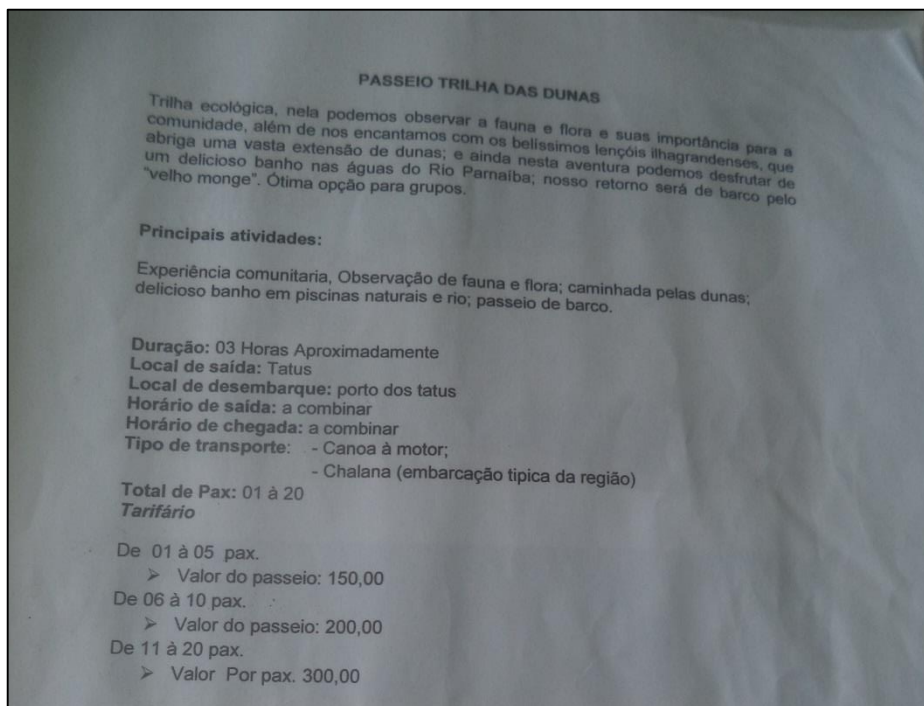 PASSEIO TRILHA DAS DUNAS
Trilha ecológica, nela podemos observar a fauna e flora e suas importância para a
comunidade, além de nos encantamos com os belíssimos lençóis ilhagrandenses, que
abriga uma vasta extensão de dunas; e ainda nesta aventura podemos desfrutar de
um delicioso banho nas águas do Rio Parnaíba; nosso retorno será de barco pelo
"velho monge". Ótima opção para grupos.
Principais atividades:
Experiência comunitaria, Observação de fauna e flora; caminhada pelas dunas;
delicioso banho em piscinas naturais e rio; passeio de barco.
Duração: 03 Horas Aproximadamente
Local de saída: Tatus
Local de desembarque: porto dos tatus
Horário de saída: a combinar
Horário de chegada: a combinar
Tipo de transporte: - Canoa à motor;
- Chalana (embarcação tipica da região)
Total de Pax: 01 à 20
Tarifário
De 01 à 05 pax.
➢ Valor do passeio: 150,00
De 06 à 10 pax.
➢ Valor do passeio: 200,00
De 11 à 20 pax.
➢ Valor Por pax. 300,00